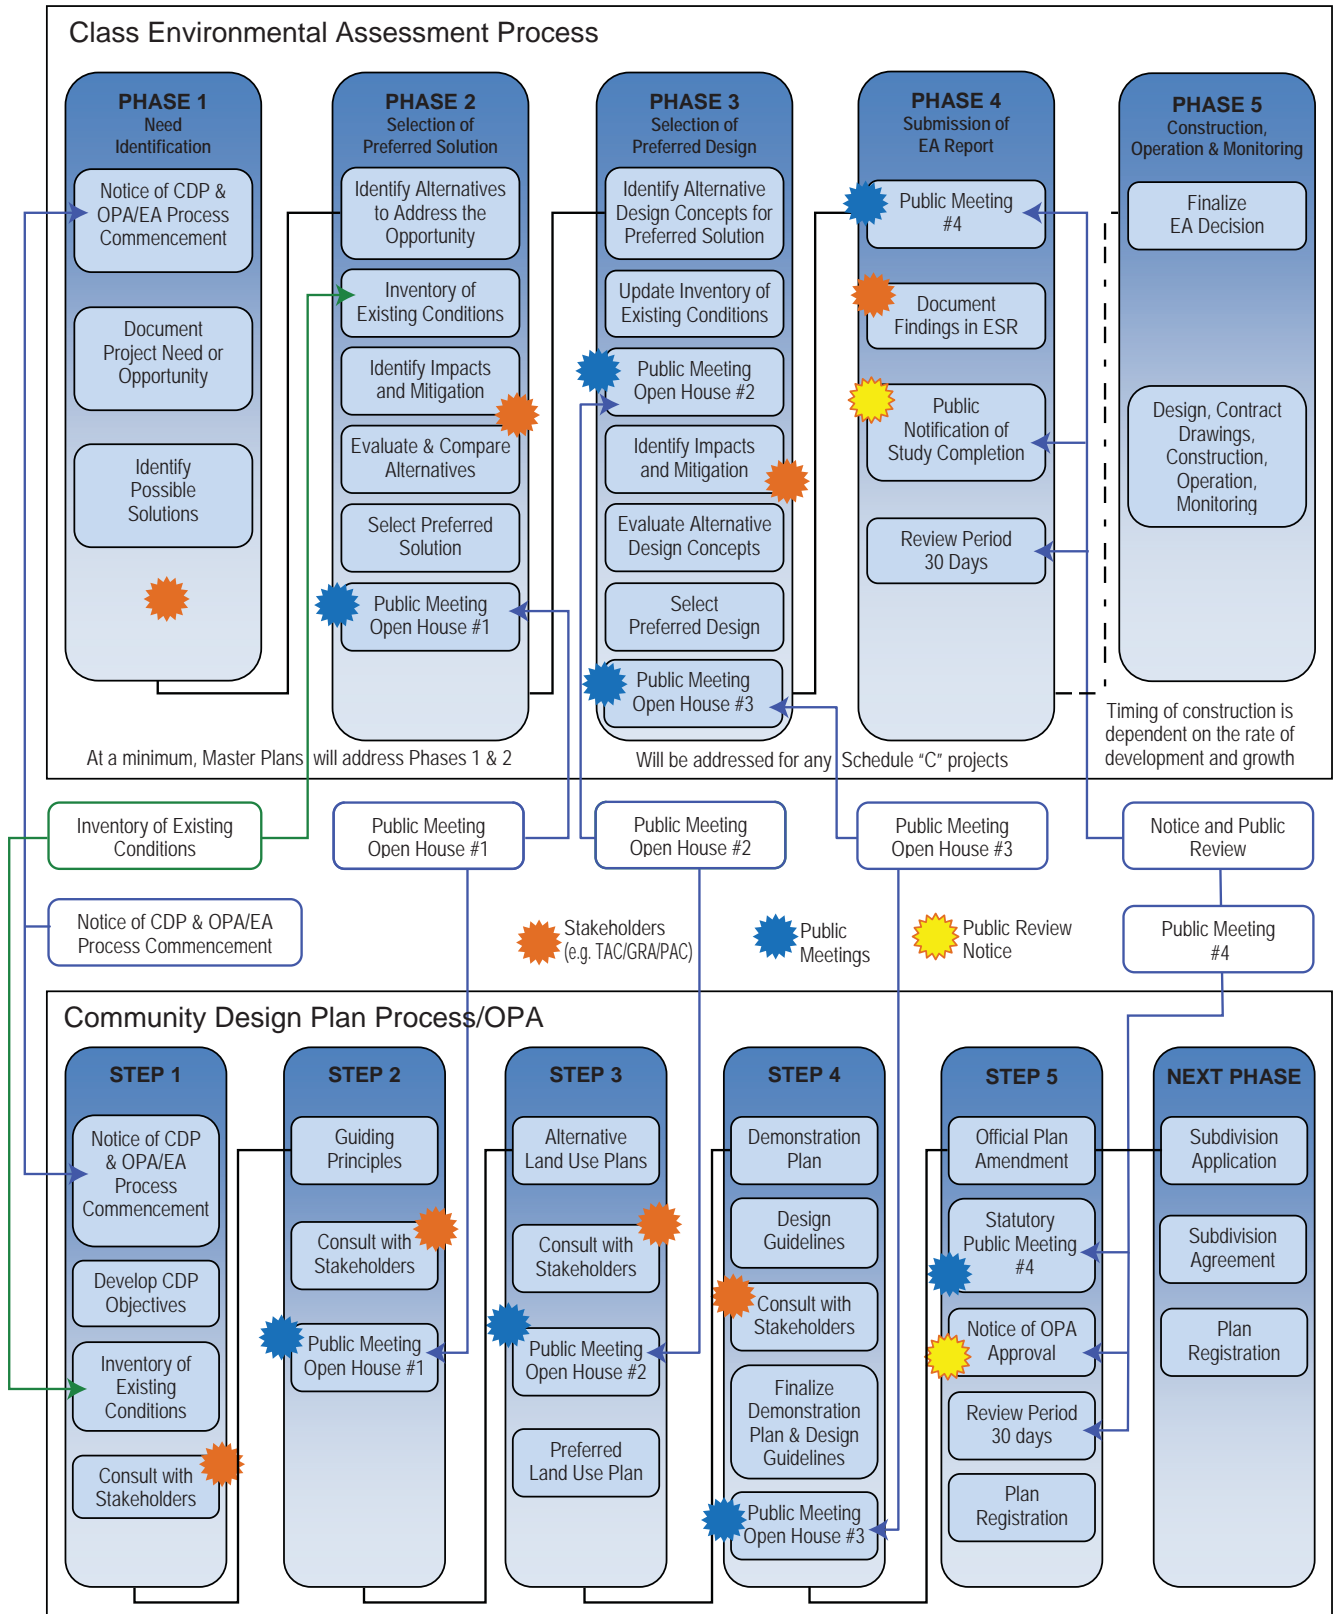 Class Environmental Assessment Process
PHASE 1
Need
Identification
Notice of CDP &
OPA/EA Process
Commencement
Document
Project Need or
Opportunity
Identify
Possible
Solutions
PHASE 2
Selection of
Preferred Solution
Identify Alternatives
to Address the
Opportunity
Inventory of
Existing Conditions
Identify Impacts
and Mitigation
Evaluate & Compare
Alternatives
Select Preferred
Solution
Public Meeting
Open House #1
PHASE 3
Selection of
Preferred Design
Identify Alternative
Design Concepts for
Preferred Solution
Update Inventory of
Existing Conditions
Public Meeting
Open House #2
Identify Impacts
and Mitigation
Evaluate Alternative
Design Concepts
Select
Preferred Design
Public Meeting
Open House #3
PHASE 4
Submission of
EA Report
Public Meeting
#4
Document
Findings in ESR
Public
Notification of
Study Completion
Review Period
30 Days
PHASE 5
Construction,
Operation & Monitoring
Finalize
EA Decision
Design, Contract
Drawings,
Construction,
Operation,
Monitoring
At a minimum, Master Plans will address Phases 1 & 2
Will be addressed for any Schedule "C" projects
Timing of construction is
dependent on the rate of
development and growth
Inventory of Existing
Conditions
Public Meeting
Open House #1
Public Meeting
Open House #2
Public Meeting
Open House #3
Notice and Public
Review
Notice of CDP & OPA/EA
Process Commencement
Stakeholders
(e.g. TAC/GRA/PAC)
Public
Meetings
Public Review
Notice
Public Meeting
#4
Community Design Plan Process/OPA
STEP 1
Notice of CDP
& OPA/EA
Process
Commencement
Develop CDP
Objectives
Inventory of
Existing
Conditions
Consult with
Stakeholders
STEP 2
Guiding
Principles
Consult with
Stakeholders
Public Meeting
Open House #1
STEP 3
Alternative
Land Use Plans
Consult with
Stakeholders
Public Meeting
Open House #2
Preferred
Land Use Plan
STEP 4
Demonstration
Plan
Design
Guidelines
Consult with
Stakeholders
Finalize
Demonstration
Plan & Design
Guidelines
Public Meeting
Open House #3
STEP 5
Official Plan
Amendment
Statutory
Public Meeting
#4
Notice of OPA
Approval
Review Period
30 days
Plan
Registration
NEXT PHASE
Subdivision
Application
Subdivision
Agreement
Plan
Registration